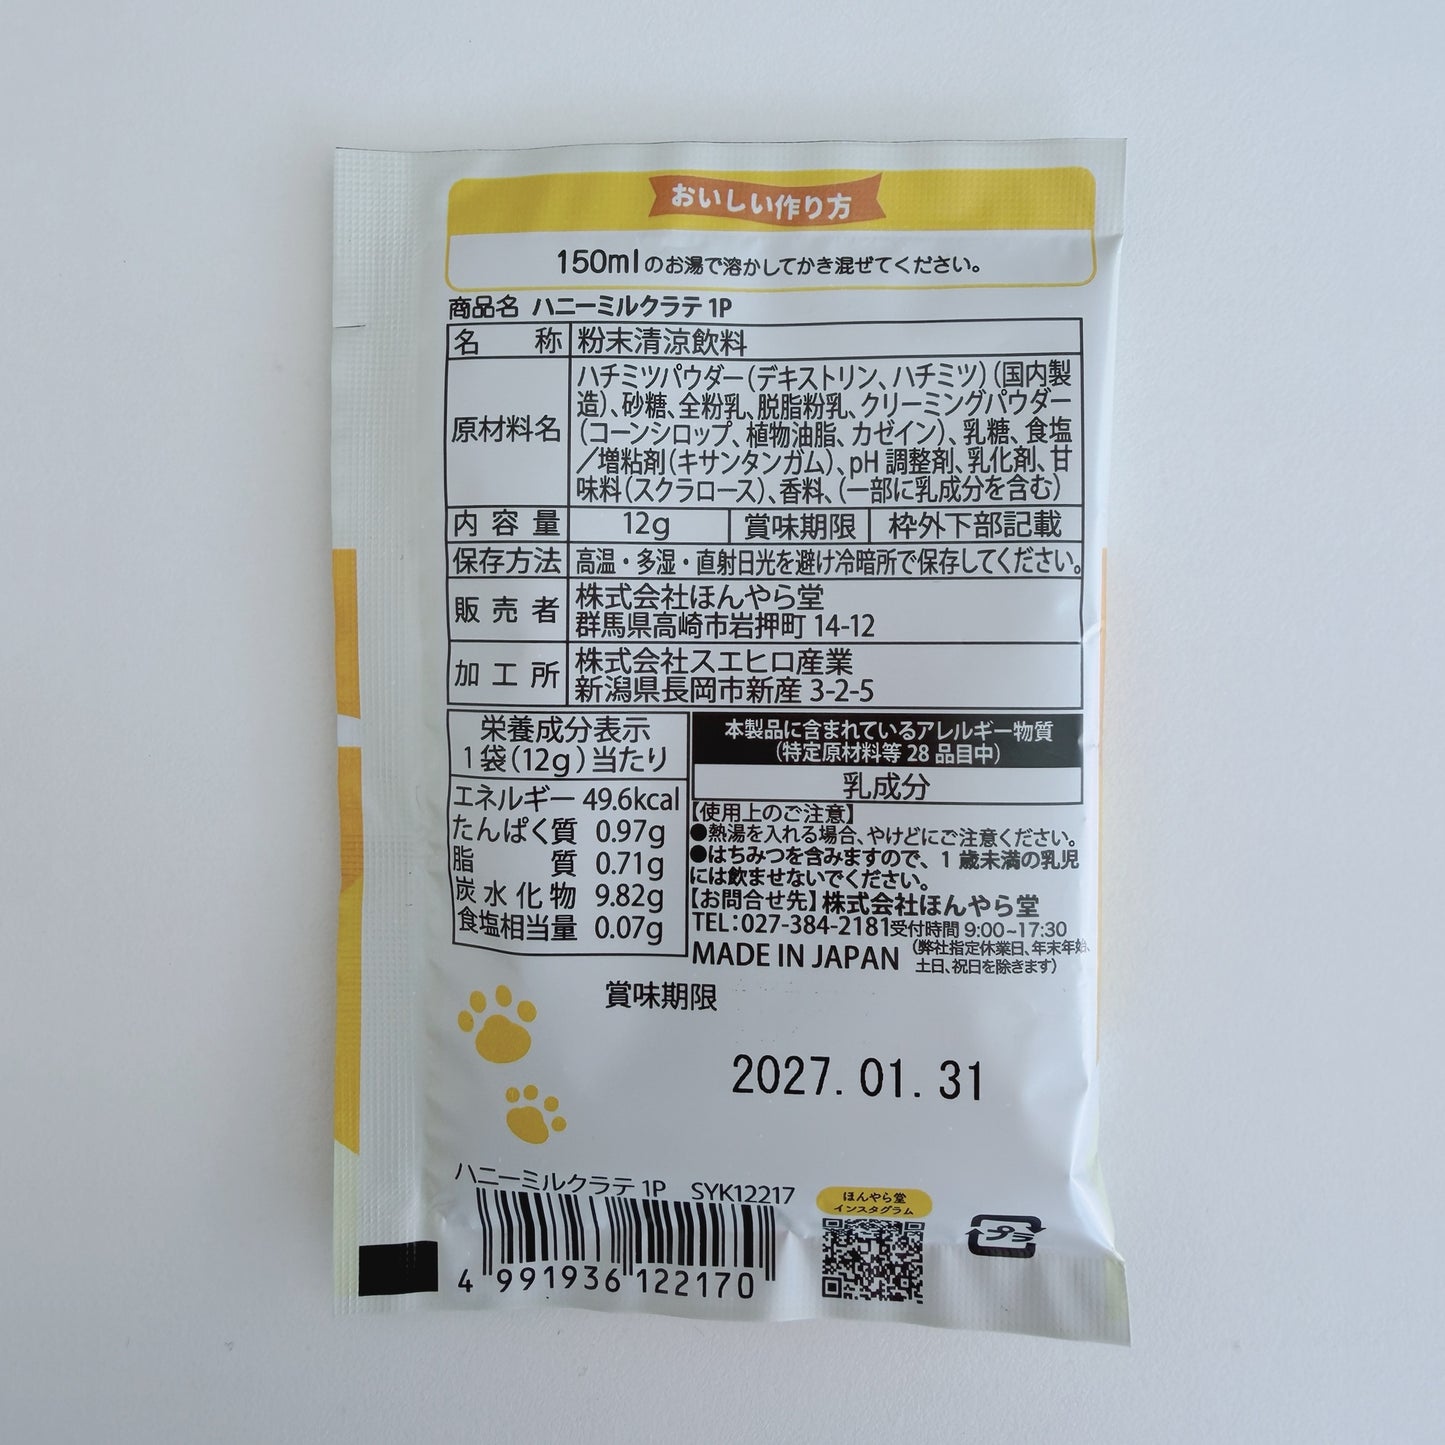 おいしい作り方
150mlのお湯で溶かしてかき混ぜてください。
商品名 ハニーミルクラテ 1P
名称 粉末清涼飲料
原材料名 ハチミツパウダー(デキストリン、ハチミツ)(国内製
造)、砂糖、全粉乳、脱脂粉乳、クリーミングパウダー
(コーンシロップ、植物油脂、カゼイン)、乳糖、食塩
／増粘剤(キサンタンガム)、pH調整剤、乳化剤、甘
味料(スクラロース)、香料、(一部に乳成分を含む)
内容量 12g 賞味期限 枠外下部記載
保存方法 高温・多湿・直射日光を避け冷暗所で保存してください。
販売者 株式会社ほんやら堂
群馬県高崎市岩押町 14-12
加工所 株式会社スエヒロ産業
新潟県長岡市新産 3-2-5
栄養成分表示
1袋(12g)当たり
エネルギー 49.6kcal
たんぱく質 0.97g
脂質 0.71g
炭水化物 9.82g
食塩相当量 0.07g
本製品に含まれているアレルギー物質
(特定原材料等 28 品目中)
乳成分
【使用上のご注意】
●熱湯を入れる場合、やけどにご注意ください。
●はちみつを含みますので、1 歳未満の乳児
には飲ませないでください。
【お問合せ先】株式会社ほんやら堂
TEL:027-384-2181受付時間 9:00~17:30
MADE IN JAPAN (弊社指定休業日、年末年始、
土日、祝日を除きます)
賞味期限
2027.01.31
ハニーミルクラテ 1P SYK12217
4 991936 122170
ほんやら堂
インスタグラム
プラ